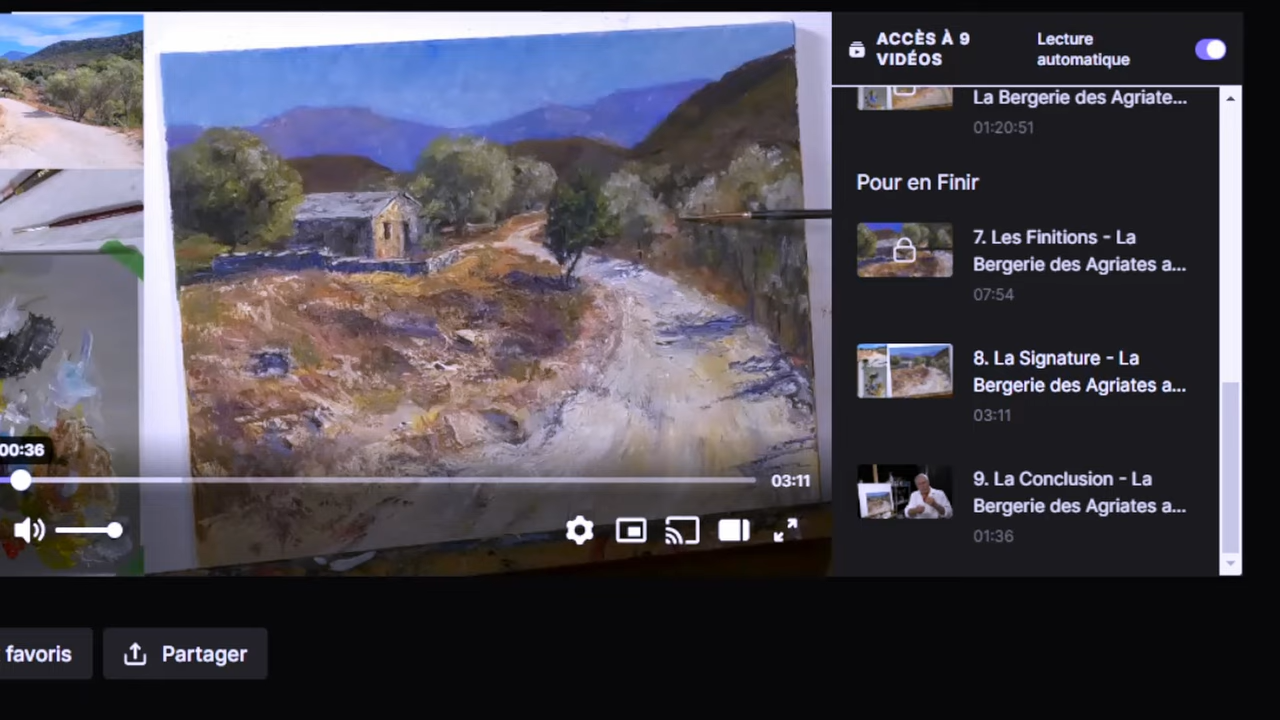 ACCÈS À 9
VIDÉOS
Lecture
automatique
La Bergerie des Agriate...
01:20:51
Pour en Finir
7. Les Finitions - La
Bergerie des Agriates a...
07:54
8. La Signature - La
Bergerie des Agriates a...
03:11
9. La Conclusion - La
Bergerie des Agriates a...
01:36
00:36
03:11
favoris
Partager